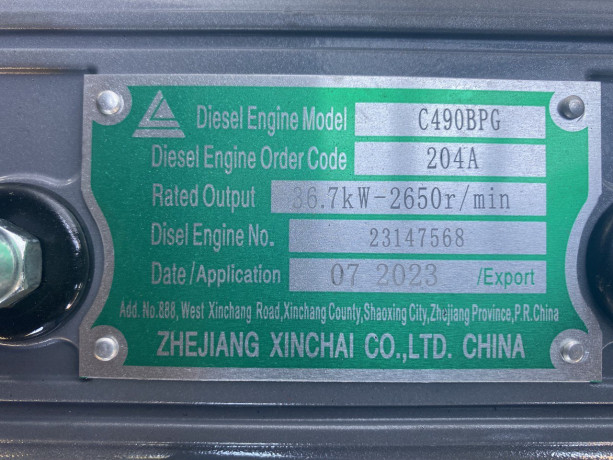 Diesel Engine Model C490BPG
Diesel Engine Order Code 204A
Rated Output 36.7kW-2650r/min
Disel Engine No. 23147568
Date/Application 07 2023 /Export
Add. No.888, West Xinchang Road,Xinchang County,Shaoxing City,Zhejiang Province,P.R.China
ZHEJIANG XINCHAI CO.,LTD. CHINA